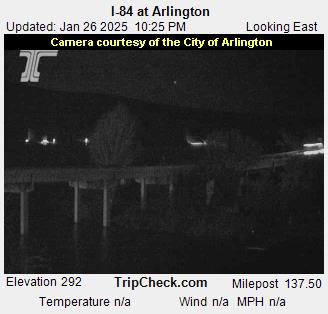 I-84 at Arlington
Updated: Jan 26 2025 10:25 PM Looking East
Camera courtesy of the City of Arlington
Elevation 292 TripCheck.com Milepost 137.50
Temperature n/a Wind n/a MPH n/a